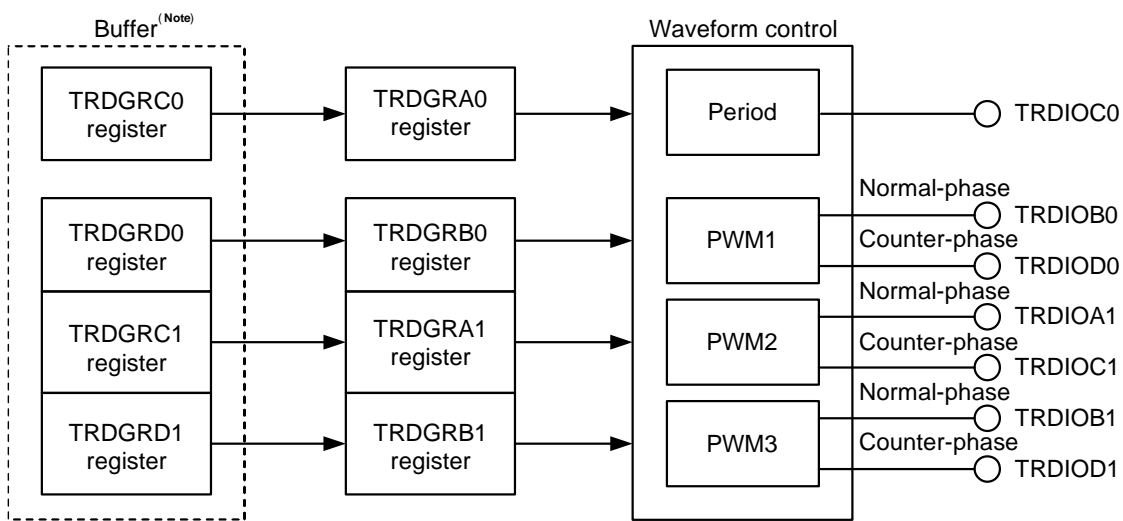 Buffer(Note)
Waveform control
TRDGRC0
register
TRDGRA0
register
Period
TRDIOC0
TRDGRD0
register
TRDGRB0
register
PWM1
Normal-phase
TRDIOB0
Counter-phase
TRDIOD0
TRDGRC1
register
TRDGRA1
register
PWM2
Normal-phase
TRDIOA1
Counter-phase
TRDIOC1
TRDGRD1
register
TRDGRB1
register
PWM3
Normal-phase
TRDIOB1
Counter-phase
TRDIOD1